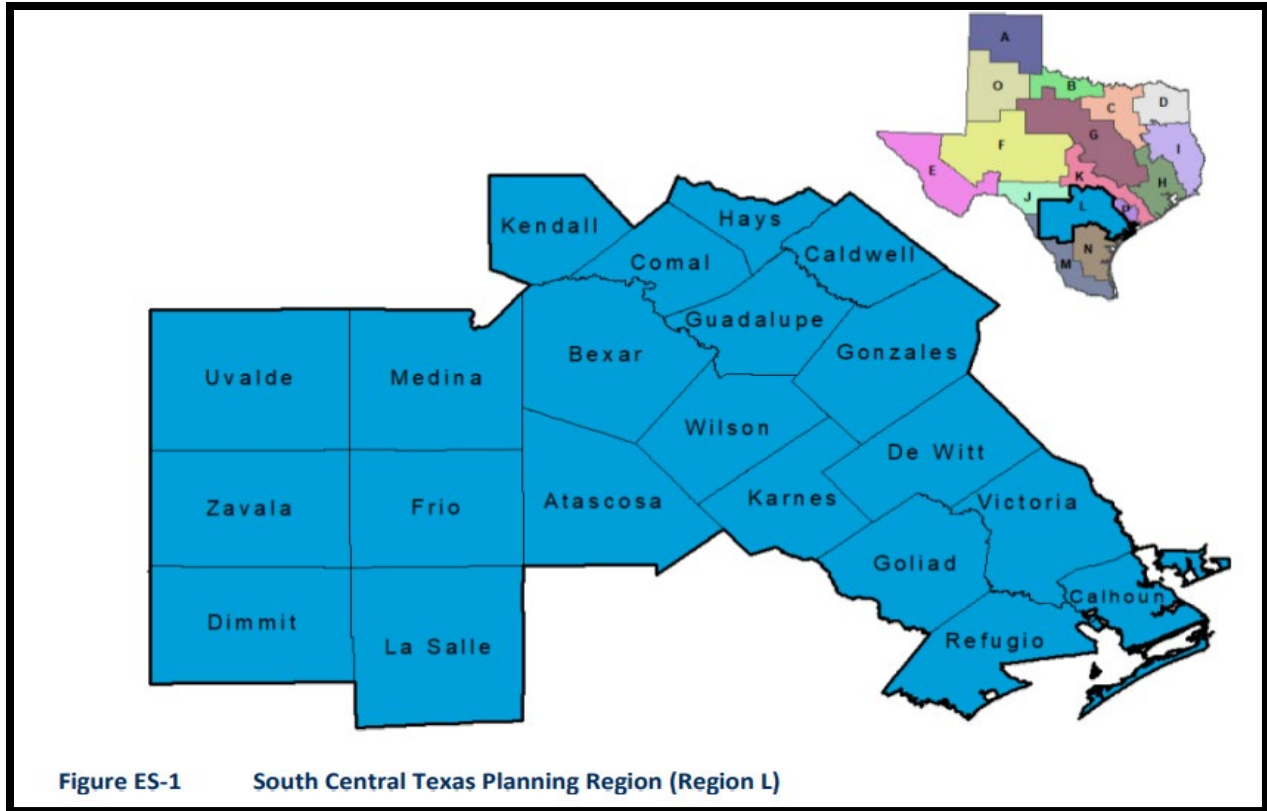 A
O
B
C
D
G
I
F
E
K
H
J
L
P
N
M
Kendall
Hays
Comal
Caldwell
Guadalupe
Bexar
Gonzales
Uvalde
Medina
Wilson
De Witt
Zavala
Frio
Atascosa
Karnes
Victoria
Goliad
Calhoun
Dimmit
La Salle
Refugio
Figure ES-1 South Central Texas Planning Region (Region L)